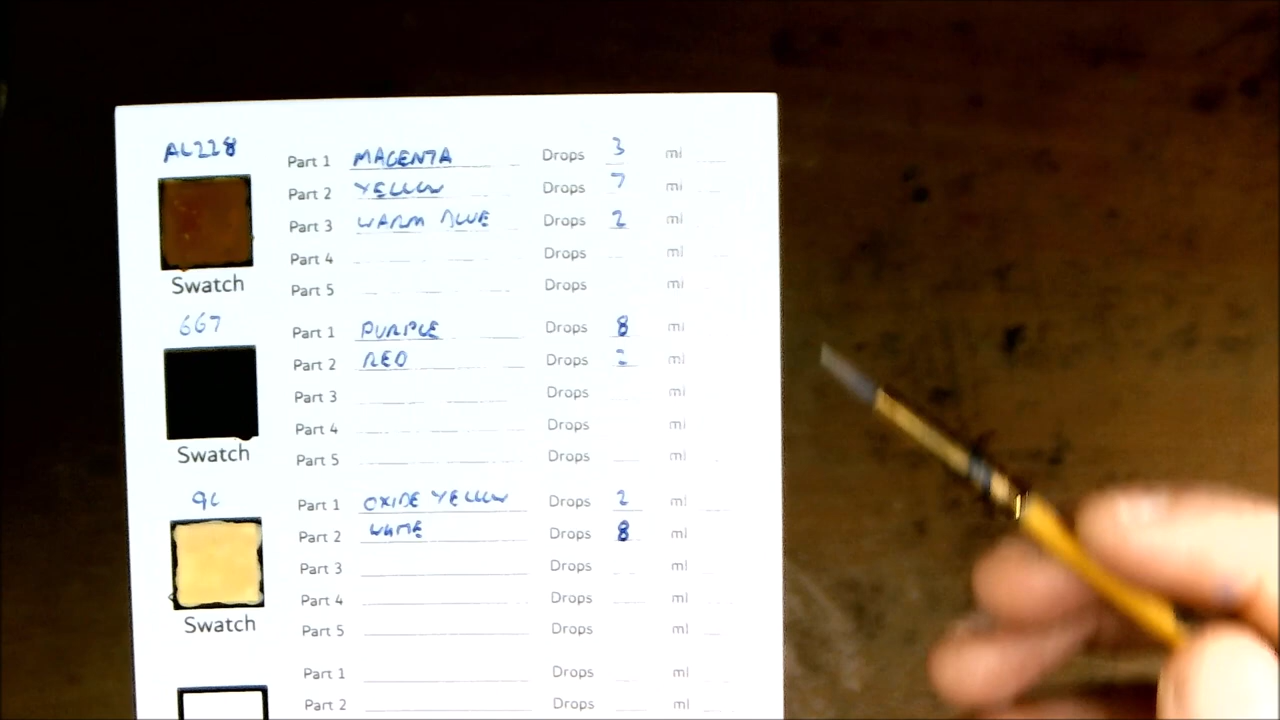 AL228
Part 1 MAGENTA Drops 3 ml
Part 2 YELLOW Drops 7 ml
Part 3 WARM BLUE Drops 2 ml
Part 4 Drops ml
Part 5 Drops ml
Swatch
667
Part 1 PURPLE Drops 8 ml
Part 2 RED Drops 2 ml
Part 3 Drops ml
Part 4 Drops ml
Part 5 Drops ml
Swatch
Part 1 OXIDE YELLOW Drops 2 ml
Part 2 WHITE Drops 8 ml
Part 3 Drops ml
Part 4 Drops ml
Part 5 Drops ml
Swatch
Part 1 Drops ml
Part 2 Drops ml